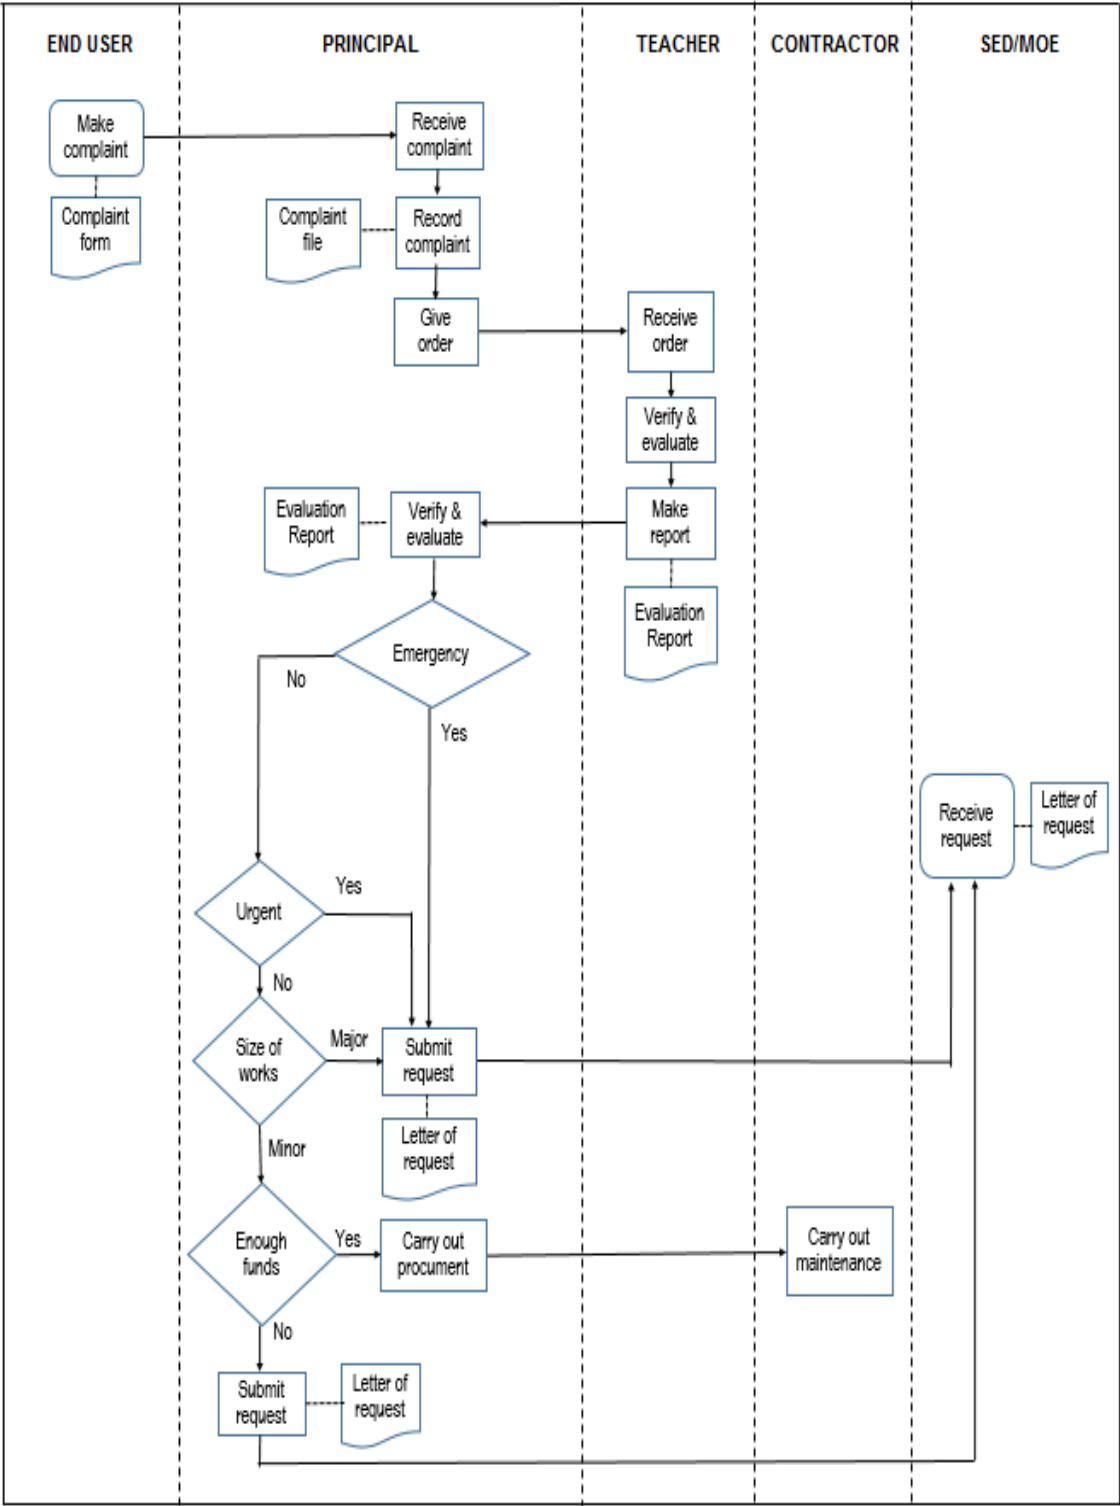 END USER
PRINCIPAL
TEACHER
CONTRACTOR
SED/MOE
Make
complaint
Receive
complaint
Complaint
form
Complaint
file
Record
complaint
Give
order
Receive
order
Verify &
evaluate
Evaluation
Report
Verify &
evaluate
Make
report
Evaluation
Report
Emergency
No
Yes
Receive
request
Letter of
request
Urgent
Yes
No
Size of
works
Major
Submit
request
Minor
Letter of
request
Enough
funds
Yes
Carry out
procument
Carry out
maintenance
No
Submit
request
Letter of
request